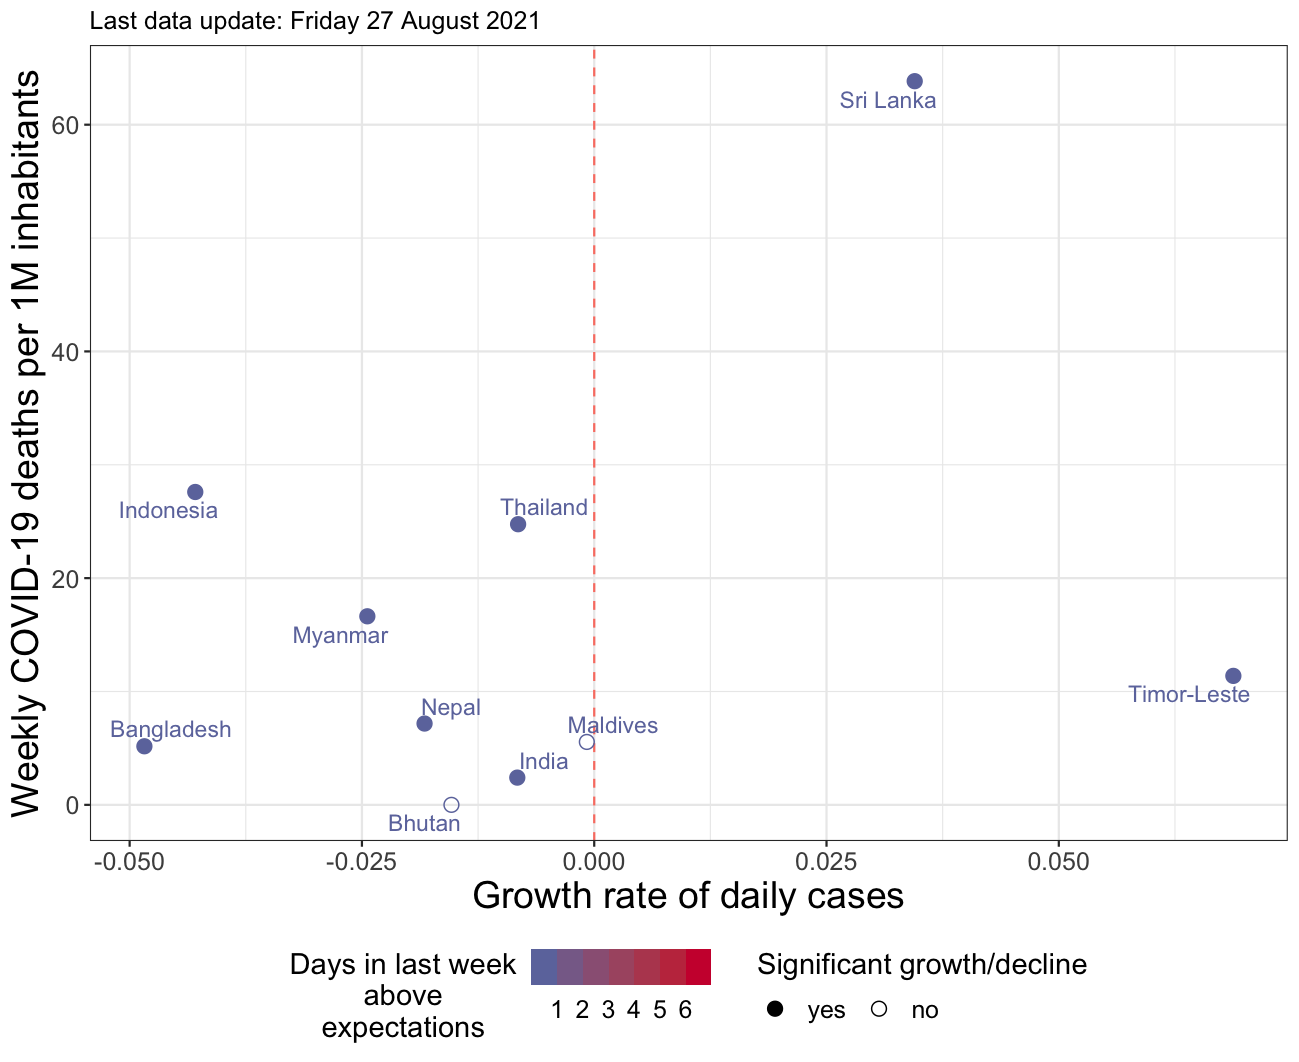 Last data update: Friday 27 August 2021
Weekly COVID-19 deaths per 1M inhabitants
60
40
20
0
Sri Lanka
Indonesia
Thailand
Myanmar
Timor-Leste
Nepal
Bangladesh
Maldives
India
Bhutan
-0.050 -0.025 0.000 0.025 0.050
Growth rate of daily cases
Days in last week
above
expectations
1 2 3 4 5 6
Significant growth/decline
yes no